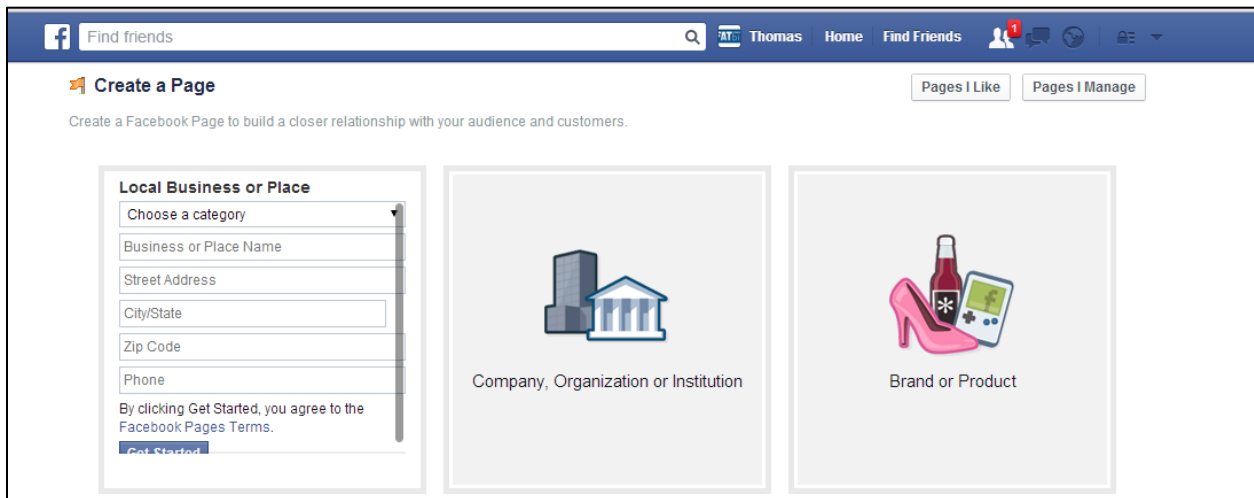 f Find friends Thomas Home Find Friends 1
Create a Page Pages I Like Pages I Manage
Create a Facebook Page to build a closer relationship with your audience and customers.
Local Business or Place
Choose a category
Business or Place Name
Street Address
City/State
Zip Code
Phone
By clicking Get Started, you agree to the
Facebook Pages Terms.
Get Started
Company, Organization or Institution
Brand or Product